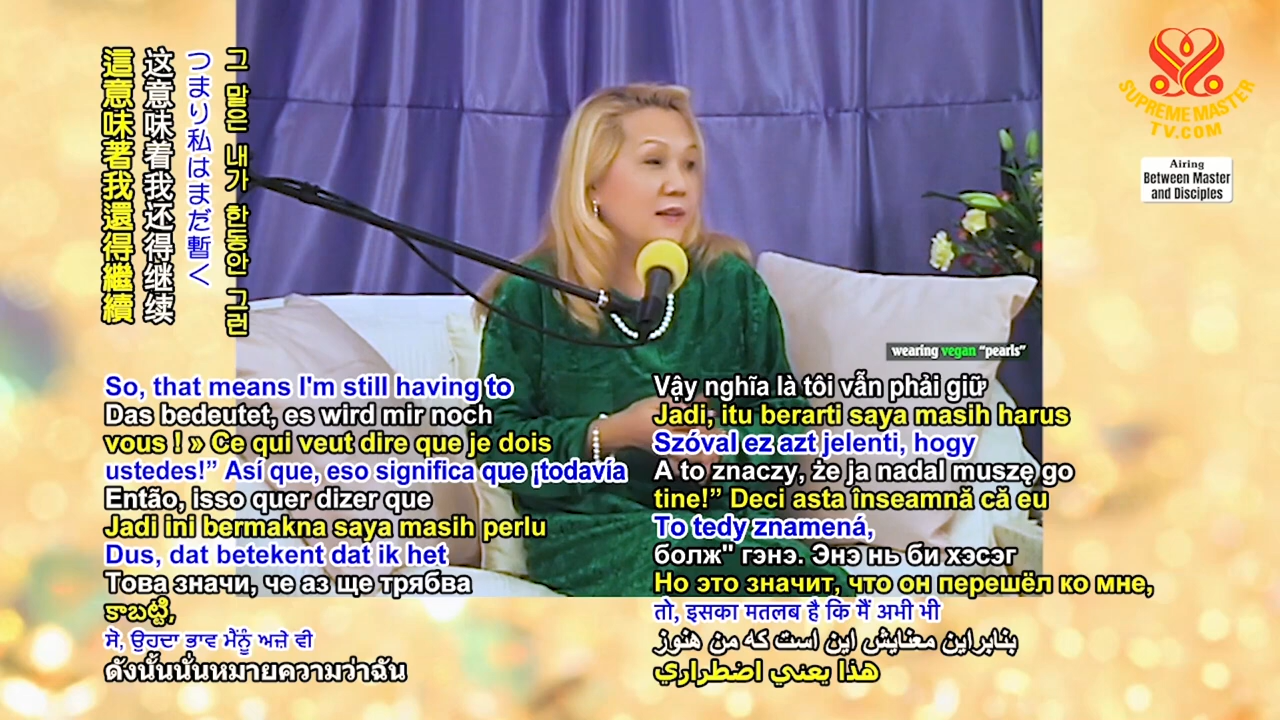 這意味著我還得繼續
这意味着我还得继续
つまり私はまだ暫く
그 말은 내가 한동안 그런
SUPREME MASTER
TV.COM
Airing
Between Master
and Disciples
wearing vegan “pearls”
So, that means I'm still having to
Das bedeutet, es wird mir noch
vous ! » Ce qui veut dire que je dois
ustedes!” Así que, eso significa que ¡todavía
Então, isso quer dizer que
Jadi ini bermakna saya masih perlu
Dus, dat betekent dat ik het
Това значи, че аз ще трябва
కాబట్టి,
ਸੋ, ਉਹਦਾ ਭਾਵ ਮੈਂਨੂੰ ਅਜੇ ਵੀ
ดังนั้นนั่นหมายความว่าฉัน
Vậy nghĩa là tôi vẫn phải giữ
Jadi, itu berarti saya masih harus
Szóval ez azt jelenti, hogy
A to znaczy, że ja nadal muszę go
tine!” Deci asta înseamnă că eu
To tedy znamená,
болж" гэнэ. Энэ нь би хэсэг
Но это значит, что он перешёл ко мне,
तो, इसका मतलब है कि मैं अभी भी
بنابراین معنایش این است که من هنوز
هذا يعني اضطراري